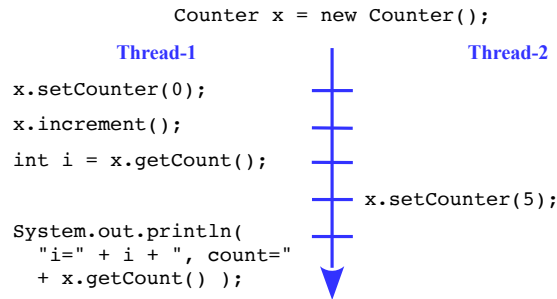 Counter x = new Counter();
Thread-1
Thread-2
x.setCounter(0);
x.increment();
int i = x.getCount();
x.setCounter(5);
System.out.println(
"i=" + i + ", count="
+ x.getCount() );